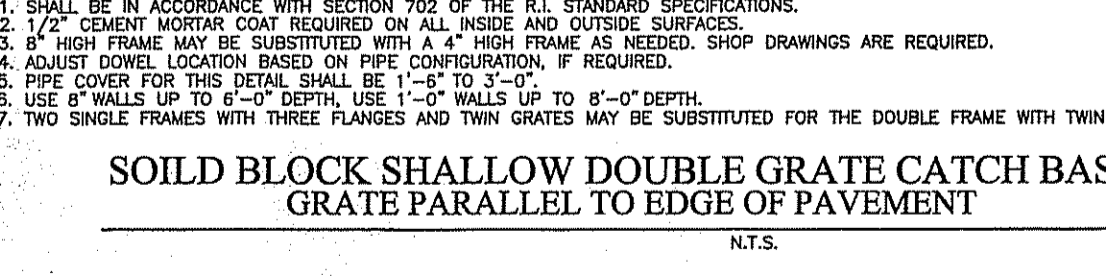 1. SHALL BE IN ACCORDANCE WITH SECTION 702 OF THE R.I. STANDARD SPECIFICATIONS.
2. 1/2" CEMENT MORTAR COAT REQUIRED ON ALL INSIDE AND OUTSIDE SURFACES.
3. 8" HIGH FRAME MAY BE SUBSTITUTED WITH A 4" HIGH FRAME AS NEEDED. SHOP DRAWINGS ARE REQUIRED.
4. ADJUST DOWEL LOCATION BASED ON PIPE CONFIGURATION, IF REQUIRED.
5. PIPE COVER FOR THIS DETAIL SHALL BE 1'-6" TO 3'-0".
6. USE 8" WALLS UP TO 6'-0" DEPTH, USE 1'-0" WALLS UP TO 8'-0" DEPTH.
7. TWO SINGLE FRAMES WITH THREE FLANGES AND TWIN GRATES MAY BE SUBSTITUTED FOR THE DOUBLE FRAME WITH TWIN
SOILD BLOCK SHALLOW DOUBLE GRATE CATCH BAS
GRATE PARALLEL TO EDGE OF PAVEMENT
N.T.S.